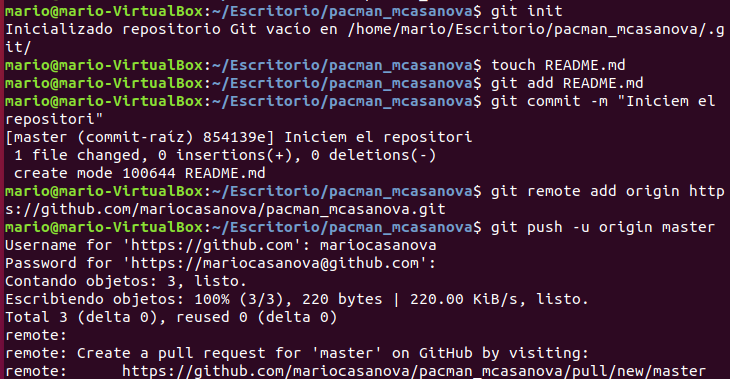 mario@mario-VirtualBox:~/Escritorio/pacman_mcasanova$ git init
Inicializado repositorio Git vacío en /home/mario/Escritorio/pacman_mcasanova/.g
it/
mario@mario-VirtualBox:~/Escritorio/pacman_mcasanova$ touch README.md
mario@mario-VirtualBox:~/Escritorio/pacman_mcasanova$ git add README.md
mario@mario-VirtualBox:~/Escritorio/pacman_mcasanova$ git commit -m "Iniciem el
repositori"
[master (commit-raíz) 854139e] Iniciem el repositori
 1 file changed, 0 insertions(+), 0 deletions(-)
 create mode 100644 README.md
mario@mario-VirtualBox:~/Escritorio/pacman_mcasanova$ git remote add origin http
s://github.com/mariocasanova/pacman_mcasanova.git
mario@mario-VirtualBox:~/Escritorio/pacman_mcasanova$ git push -u origin master
Username for 'https://github.com': mariocasanova
Password for 'https://mariocasanova@github.com':
Contando objetos: 3, listo.
Escribiendo objetos: 100% (3/3), 220 bytes | 220.00 KiB/s, listo.
Total 3 (delta 0), reused 0 (delta 0)
remote:
remote: Create a pull request for 'master' on GitHub by visiting:
remote:      https://github.com/mariocasanova/pacman_mcasanova/pull/new/master